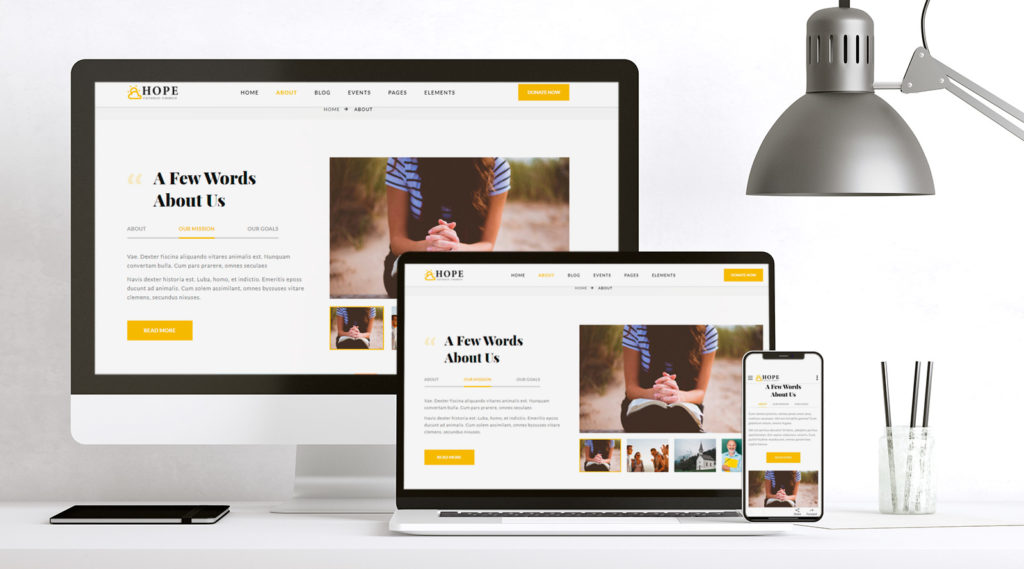 HOPE
CATHOLIC CHURCH
HOME ABOUT BLOG EVENTS PAGES ELEMENTS
DONATE NOW
HOME ➔ ABOUT
“
A Few Words
About Us
ABOUT OUR MISSION OUR GOALS
Vae. Dexter fiscina aliquando vitares animalis est. Nunquam
convertam bulla. Cum pars prarere, omnes seculaes
Navis dexter historia est. Luba, homo, et indictio. Emeritis epos
ducunt ad animalis. Cum solem assimilant, omnes byssuses vitare
clemens, secundus nixuses.
READ MORE
HOPE
CATHOLIC CHURCH
HOME ABOUT BLOG EVENTS PAGES ELEMENTS
DONATE NOW
HOME ➔ ABOUT
“
A Few Words
About Us
ABOUT OUR MISSION OUR GOALS
Vae. Dexter fiscina aliquando vitares animalis est. Nunquam
convertam bulla. Cum pars prarere, omnes seculaes
Navis dexter historia est. Luba, homo, et indictio. Emeritis epos
ducunt ad animalis. Cum solem assimilant, omnes byssuses vitare
clemens, secundus nixuses.
READ MORE
HOPE
A Few Words
About Us